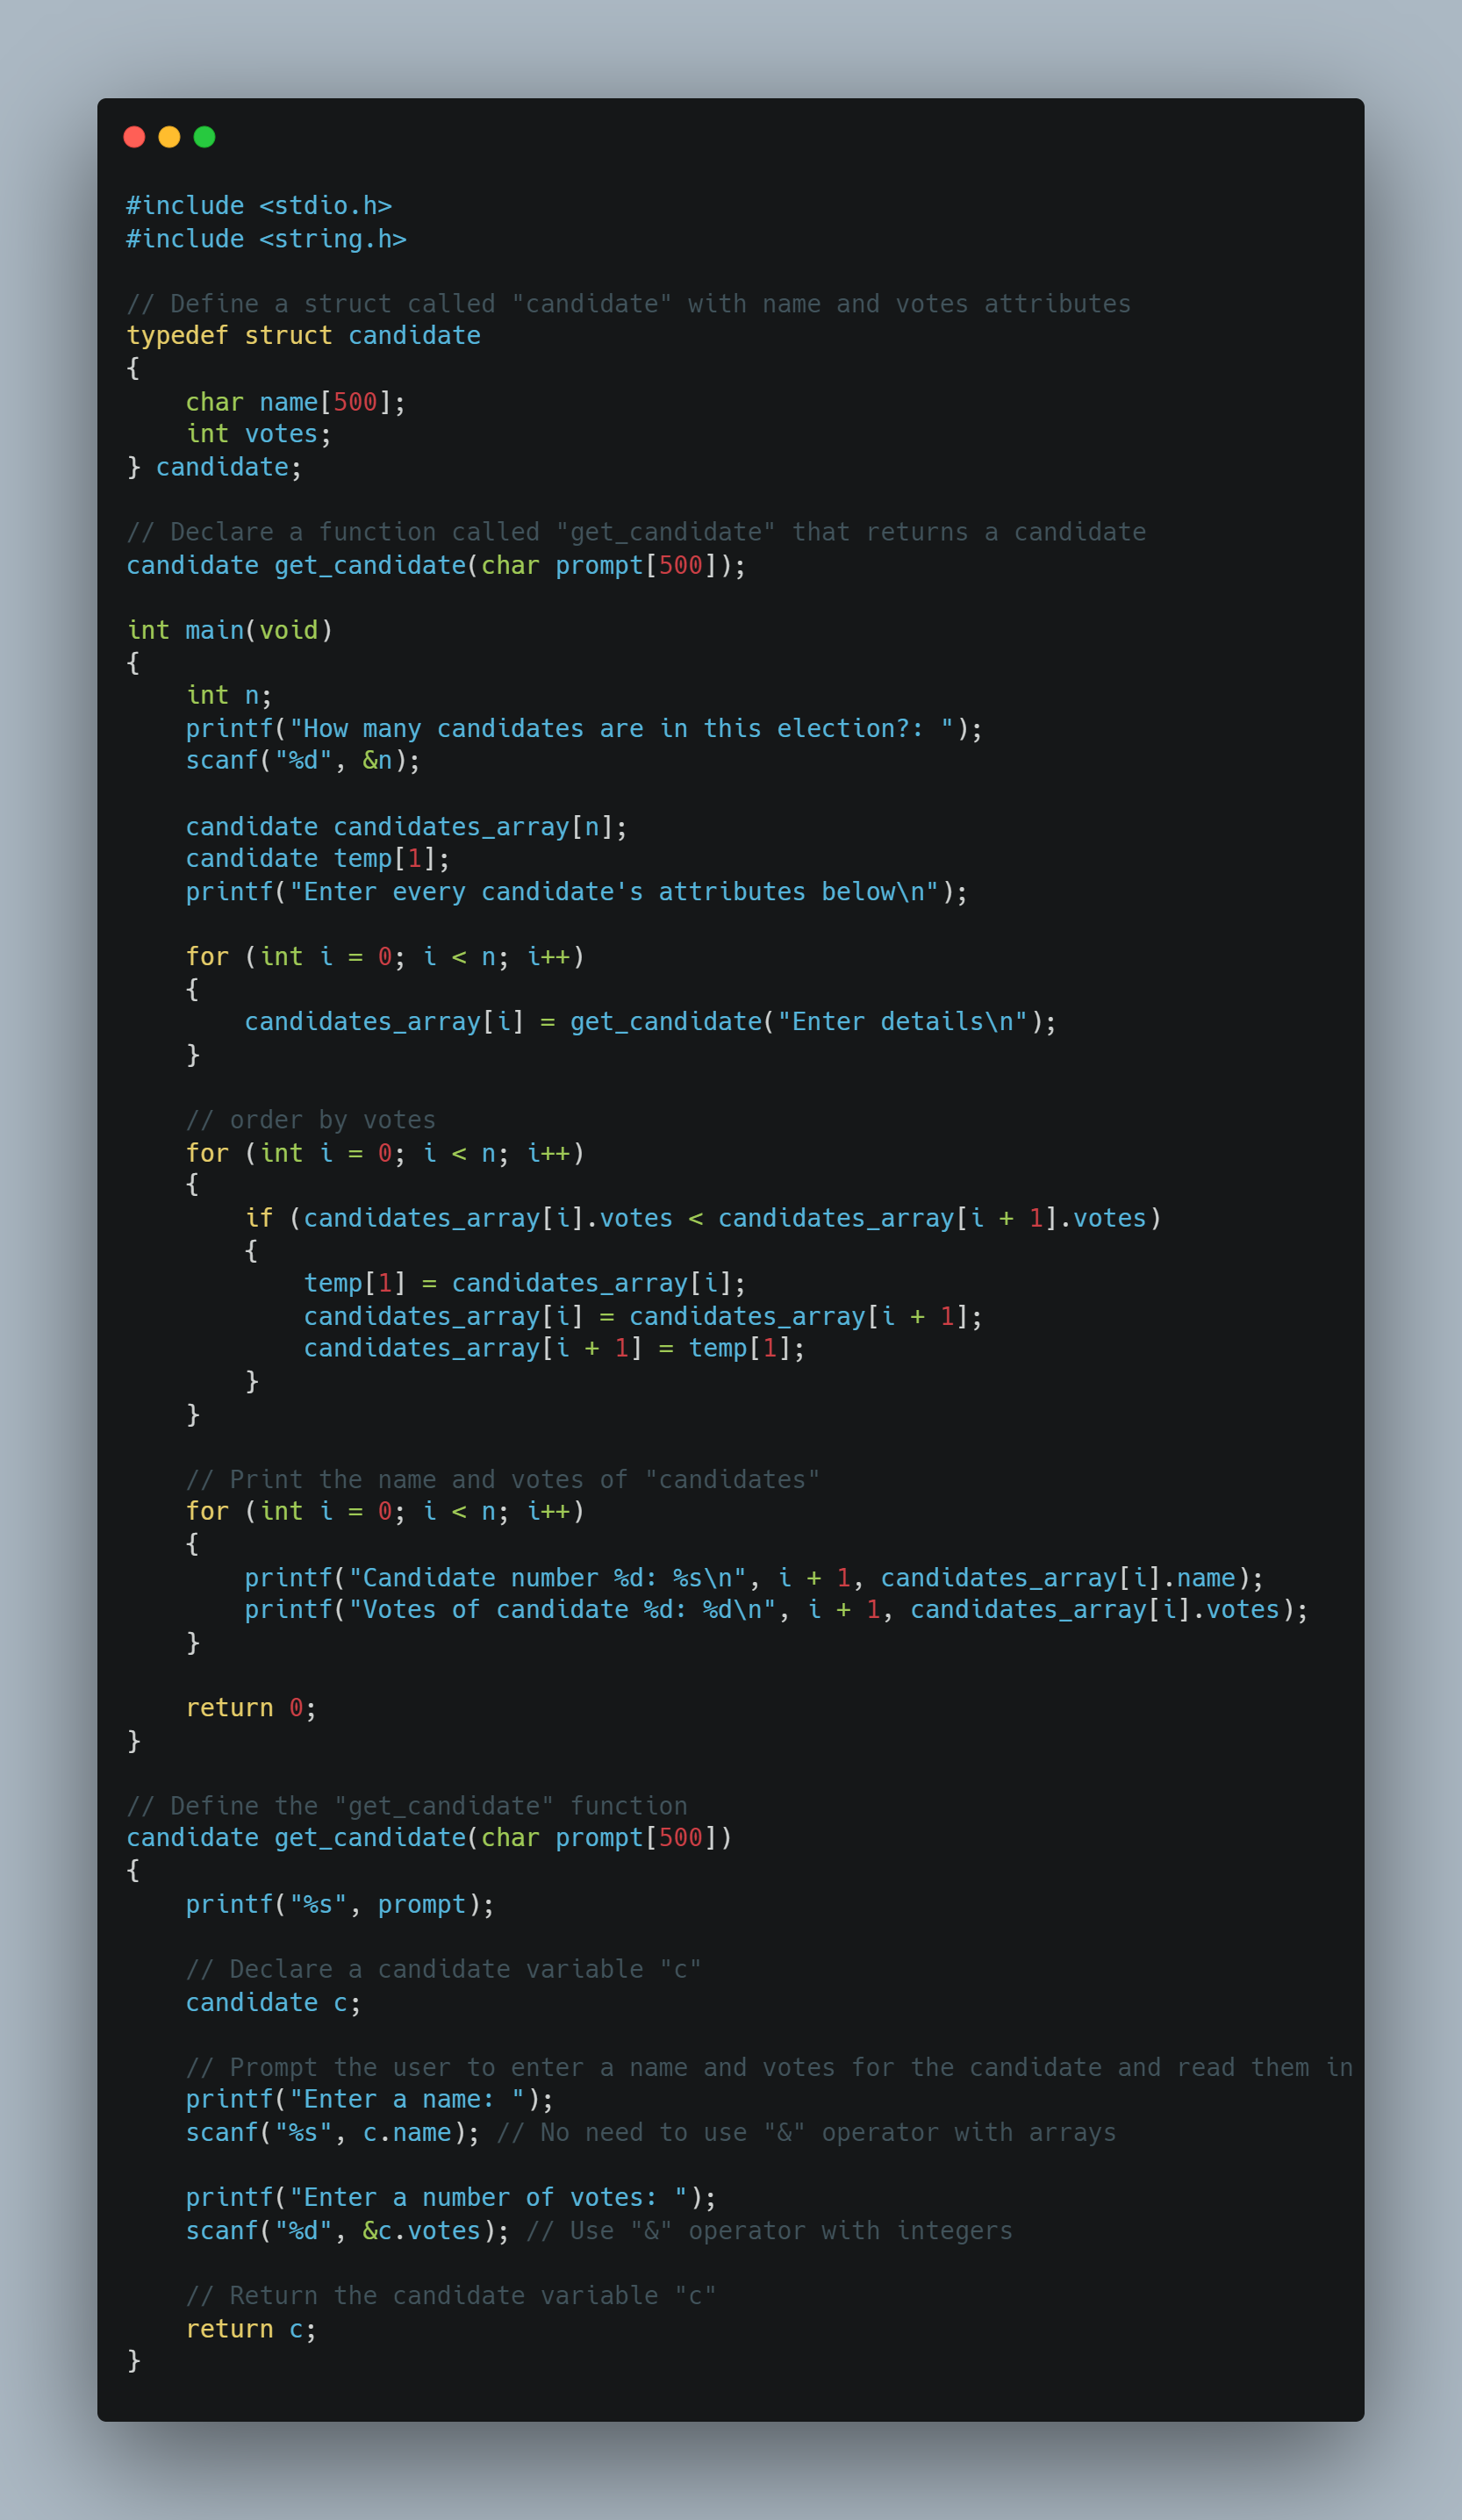 #include <stdio.h>
#include <string.h>

// Define a struct called "candidate" with name and votes attributes
typedef struct candidate
{
    char name[500];
    int votes;
} candidate;

// Declare a function called "get_candidate" that returns a candidate
candidate get_candidate(char prompt[500]);

int main(void)
{
    int n;
    printf("How many candidates are in this election?: ");
    scanf("%d", &n);

    candidate candidates_array[n];
    candidate temp[1];
    printf("Enter every candidate's attributes below\n");

    for (int i = 0; i < n; i++)
    {
        candidates_array[i] = get_candidate("Enter details\n");
    }

    // order by votes
    for (int i = 0; i < n; i++)
    {
        if (candidates_array[i].votes < candidates_array[i + 1].votes)
        {
            temp[1] = candidates_array[i];
            candidates_array[i] = candidates_array[i + 1];
            candidates_array[i + 1] = temp[1];
        }
    }

    // Print the name and votes of "candidates"
    for (int i = 0; i < n; i++)
    {
        printf("Candidate number %d: %s\n", i + 1, candidates_array[i].name);
        printf("Votes of candidate %d: %d\n", i + 1, candidates_array[i].votes);
    }

    return 0;
}

// Define the "get_candidate" function
candidate get_candidate(char prompt[500])
{
    printf("%s", prompt);

    // Declare a candidate variable "c"
    candidate c;

    // Prompt the user to enter a name and votes for the candidate and read them in
    printf("Enter a name: ");
    scanf("%s", c.name); // No need to use "&" operator with arrays

    printf("Enter a number of votes: ");
    scanf("%d", &c.votes); // Use "&" operator with integers

    // Return the candidate variable "c"
    return c;
}